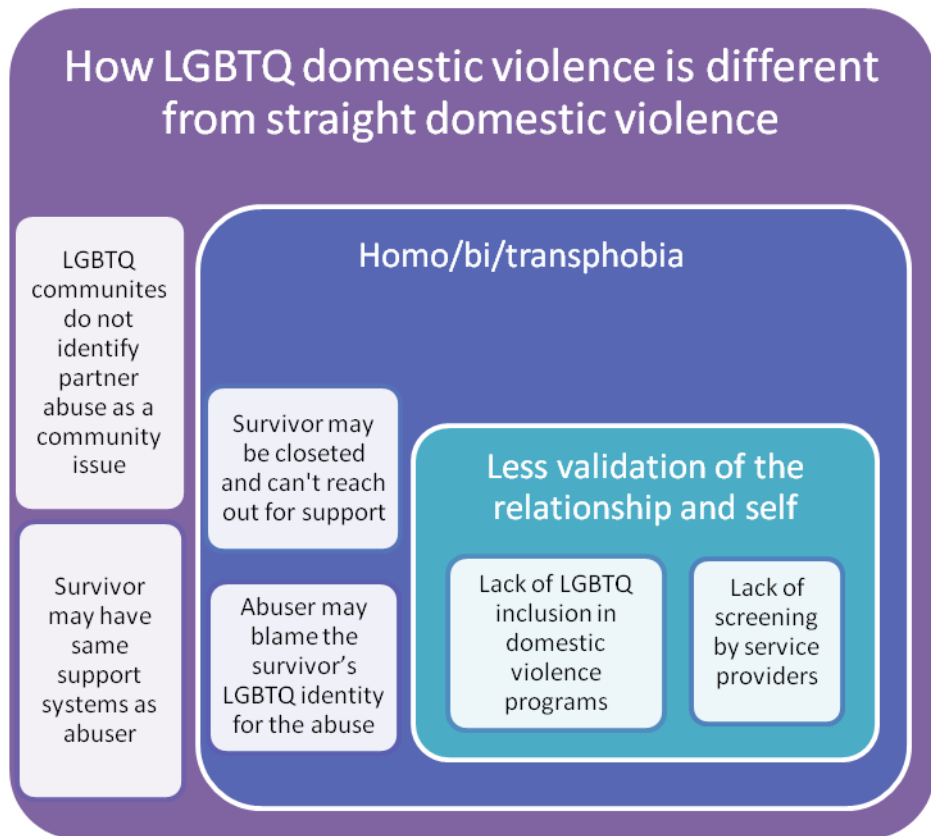 How LGBTQ domestic violence is different
from straight domestic violence
LGBTQ
communites
do not
identify
partner
abuse as a
community
issue
Survivor
may have
same
support
systems as
abuser
Homo/bi/transphobia
Survivor may
be closeted
and can't reach
out for support
Abuser may
blame the
survivor’s
LGBTQ identity
for the abuse
Less validation of the
relationship and self
Lack of LGBTQ
inclusion in
domestic
violence
programs
Lack of
screening
by service
providers